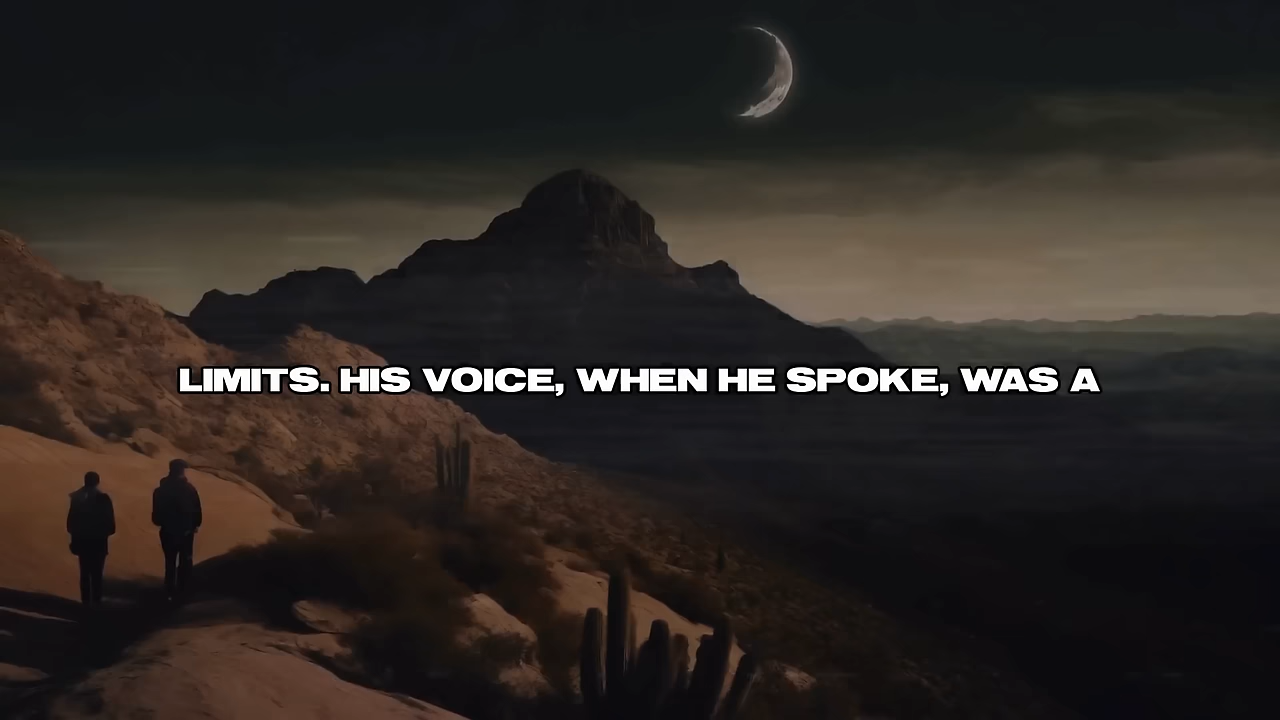 LIMITS. HIS VOICE, WHEN HE SPOKE, WAS A